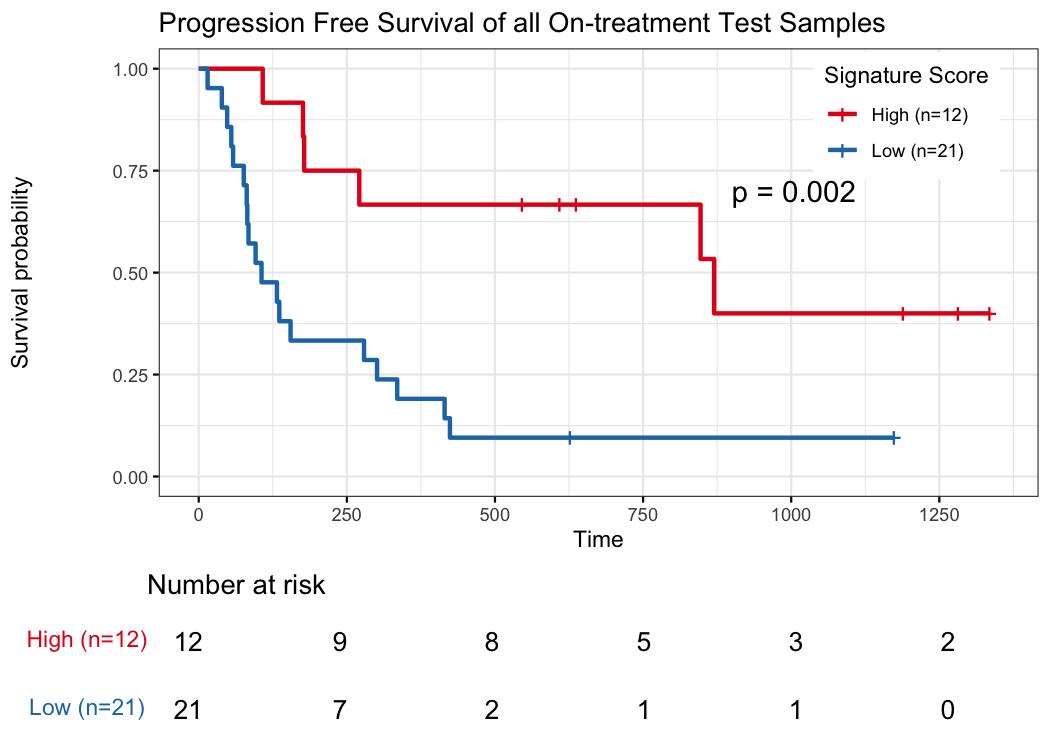 Progression Free Survival of all On-treatment Test Samples
Survival probability
1.00
0.75
0.50
0.25
0.00
Signature Score
High (n=12)
Low (n=21)
p = 0.002
0 250 500 750 1000 1250
Time
Number at risk
High (n=12) 12 9 8 5 3 2
Low (n=21) 21 7 2 1 1 0